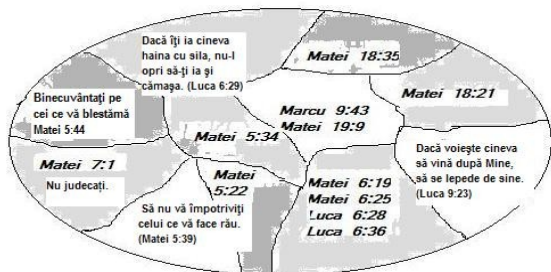 Dacă îți ia cineva
haina cu sila, nu-l
opri să-ți ia și
cămașa. (Luca 6:29)
Matei 18:35
Binecuvântați pe
cei ce vă blestămă
Matei 5:44
Matei 18:21
Marcu 9:43
Matei 19:9
Matei 5:34
Dacă voiește cineva
să vină după Mine,
să se lepede de sine.
(Luca 9:23)
Matei 7:1
Nu judecați.
Matei
5:22
Să nu vă împotriviți
celui ce vă face rău.
(Matei 5:39)
Matei 6:19
Matei 6:25
Luca 6:28
Luca 6:36